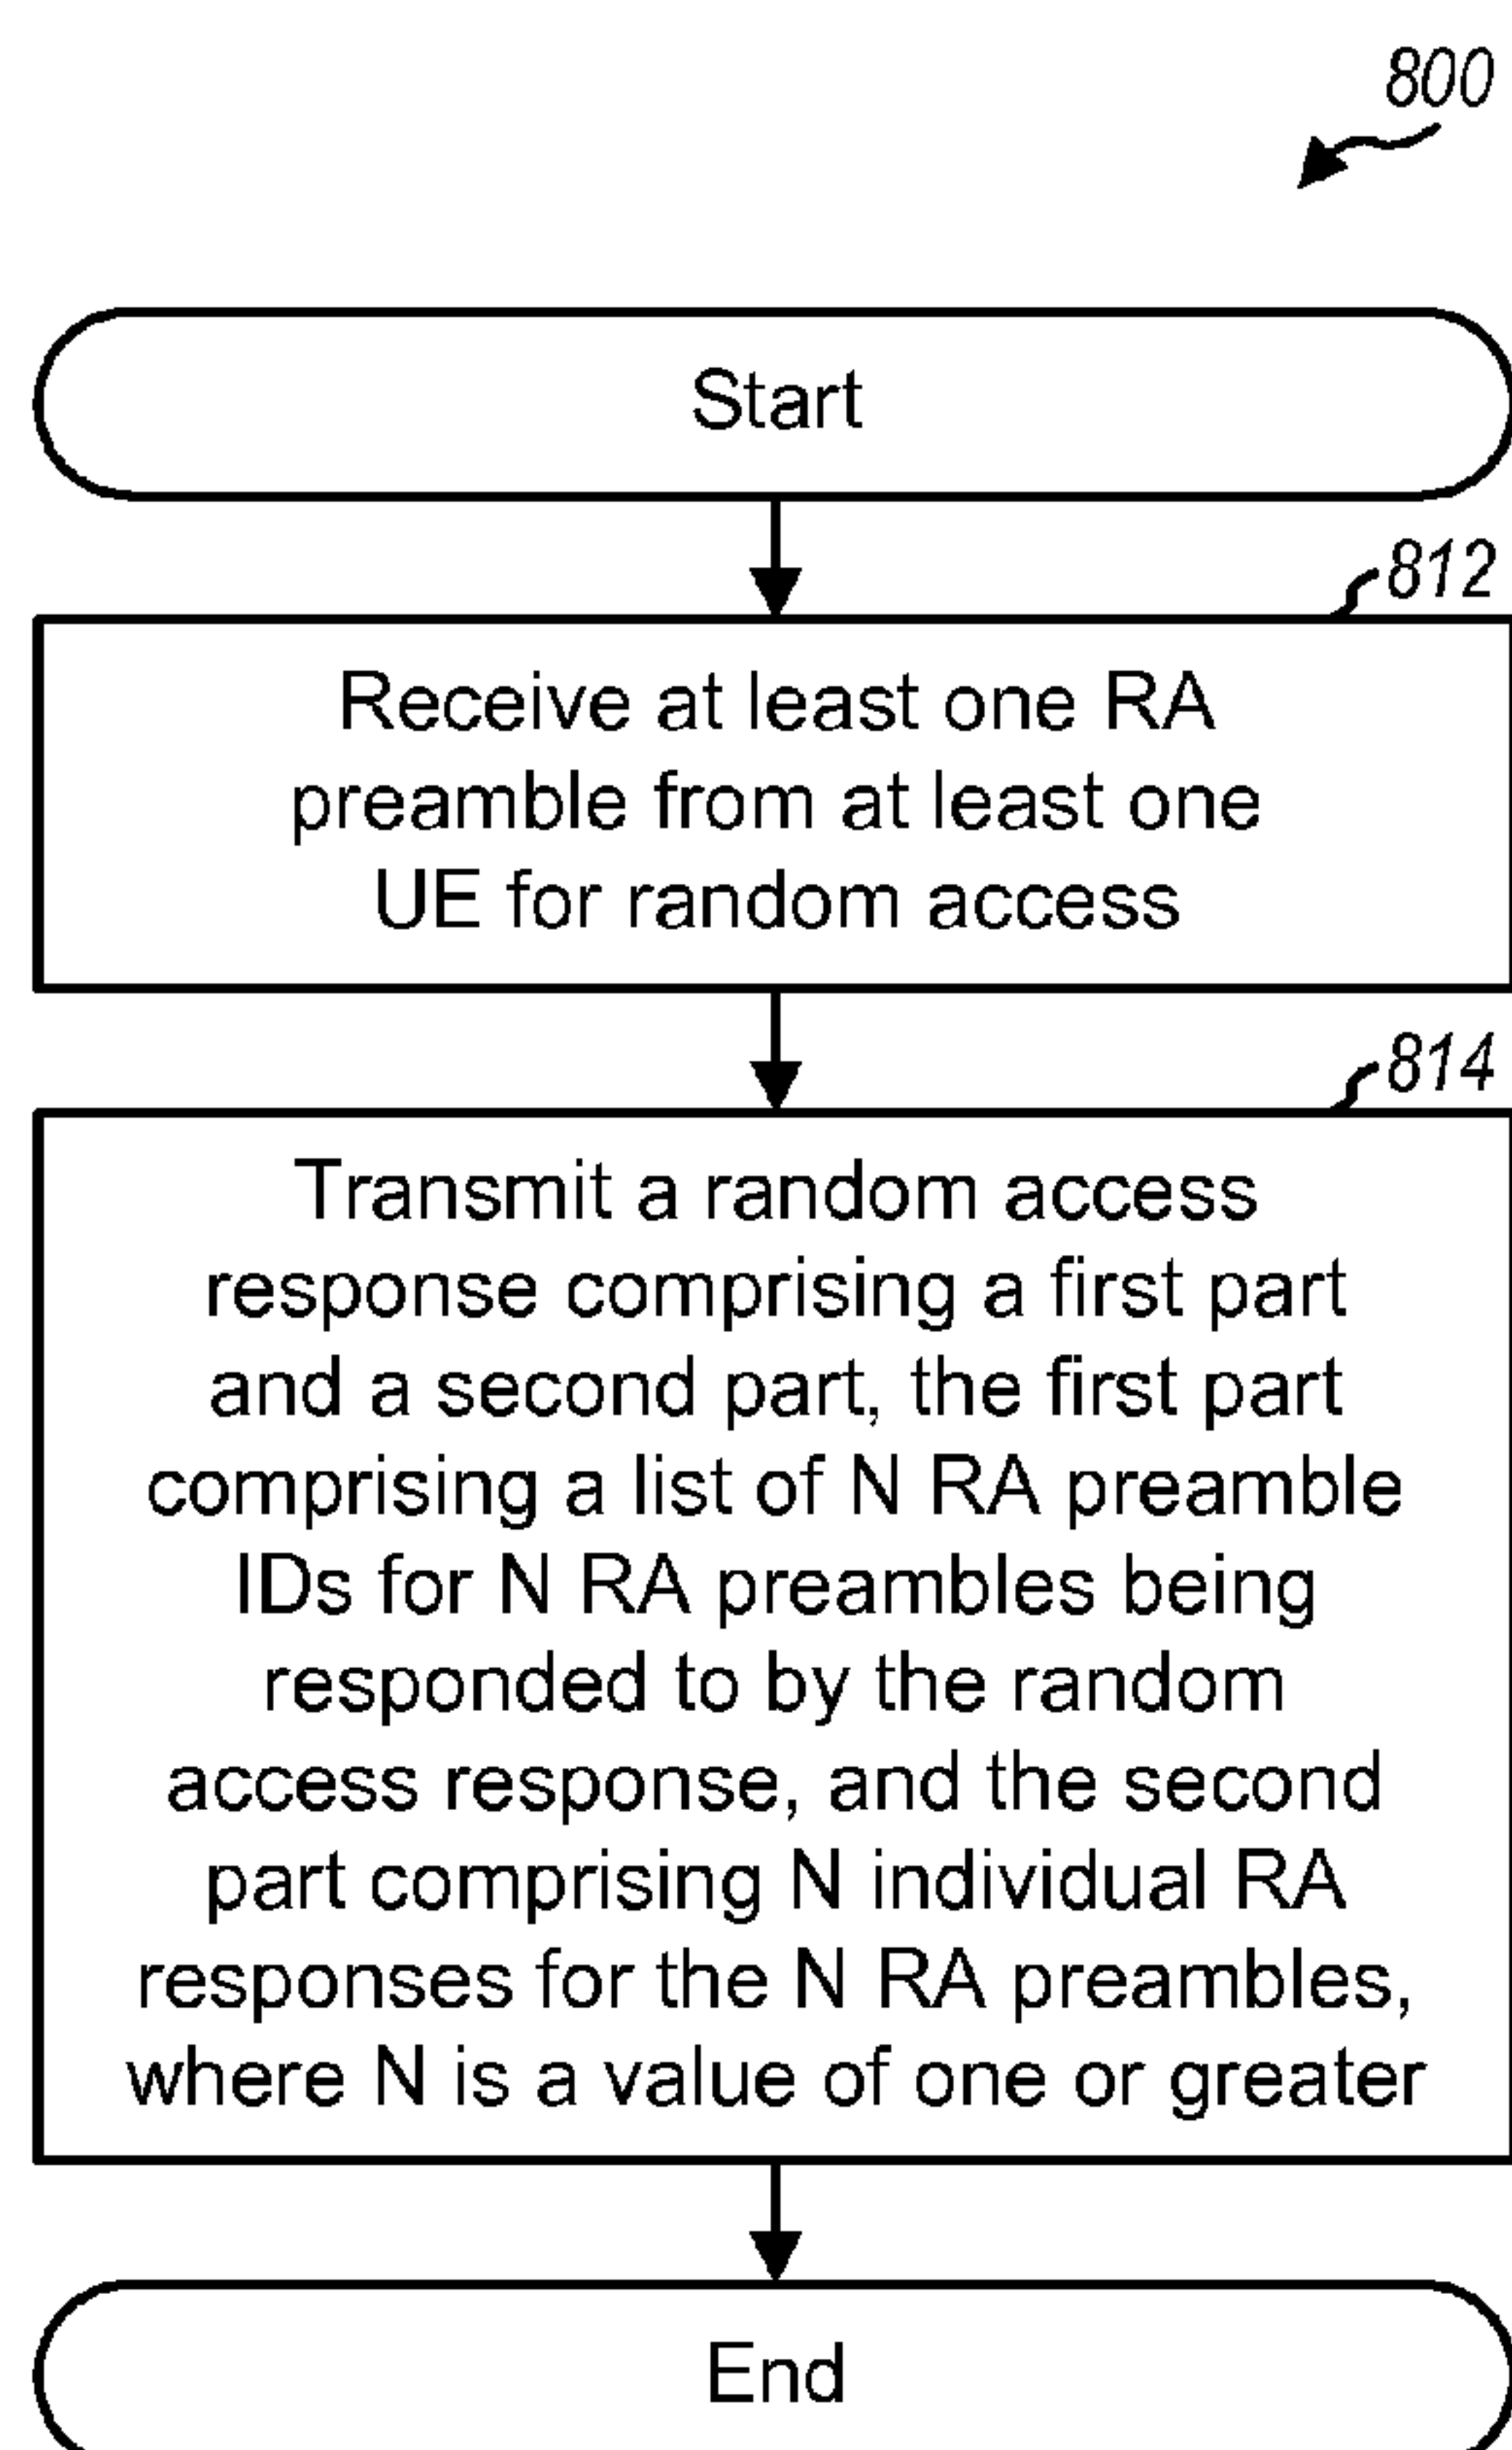 800
Start
812
Receive at least one RA
preamble from at least one
UE for random access
814
Transmit a random access
response comprising a first part
and a second part, the first part
comprising a list of N RA preamble
IDs for N RA preambles being
responded to by the random
access response, and the second
part comprising N individual RA
responses for the N RA preambles,
where N is a value of one or greater
End